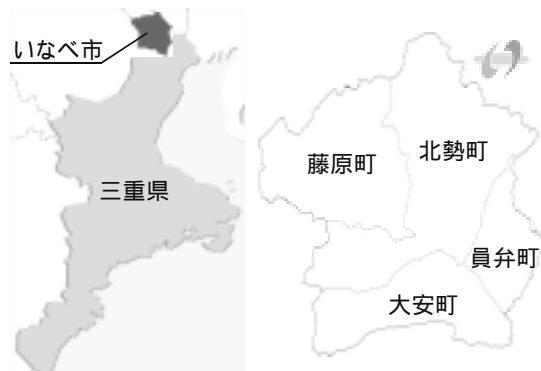 いなべ市
三重県
藤原町
北勢町
員弁町
大安町